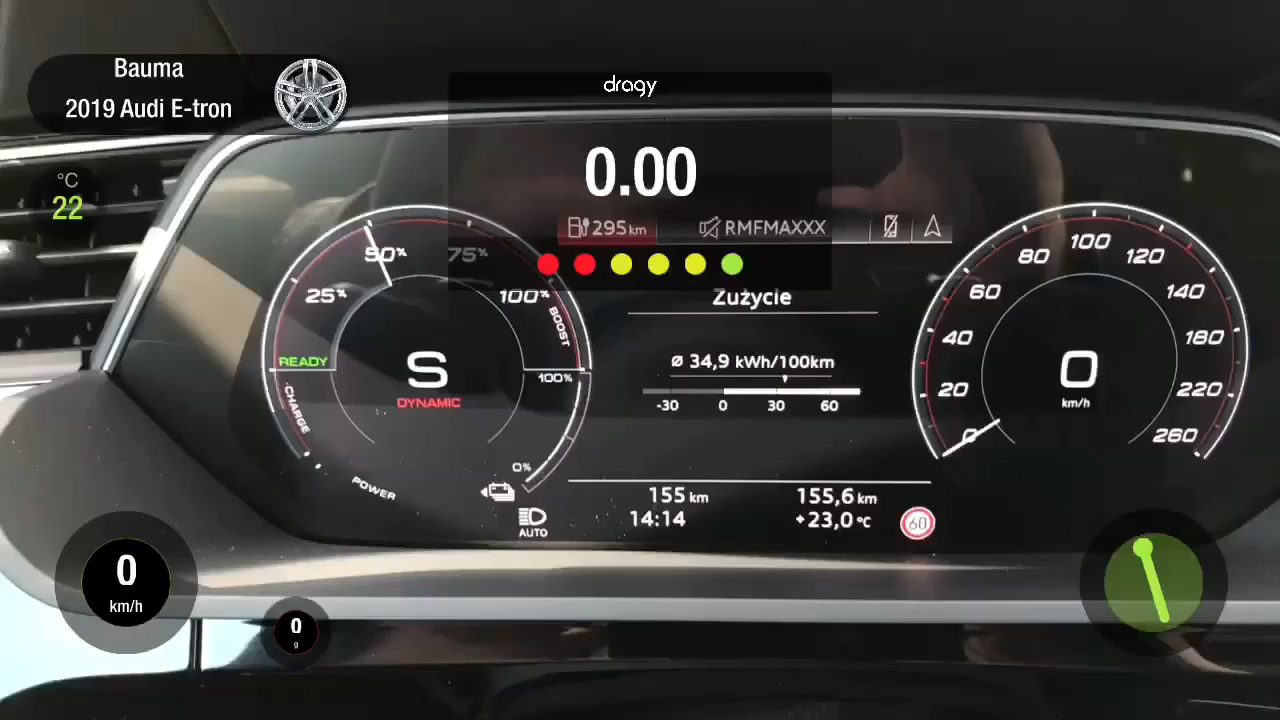 Bauma
2019 Audi E-tron
°C
22
dragy
0.00
295 km
RMFMAXXX
25%
50%
75%
100%
BOOST
READY
S
DYNAMIC
100%
CHARGE
0%
POWER
AUTO
Zużycie
ø 34,9 kWh/100km
-30 0 30 60
155 km
155,6 km
14:14
+23,0 °C
60
0
20
40
60
80
100
120
140
180
220
260
0
km/h
0
km/h
0
g